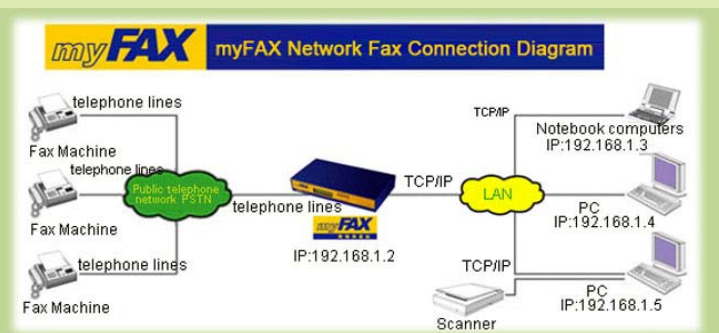 myFAX myFAX Network Fax Connection Diagram
telephone lines
Fax Machine
telephone lines
Fax Machine
telephone lines
Fax Machine
Public telephone
network PSTN
telephone lines
myFAX
IP:192.168.1.2
TCP/IP
LAN
TCP/IP
Notebook computers
IP:192.168.1.3
PC
IP:192.168.1.4
TCP/IP
PC
IP:192.168.1.5
Scanner